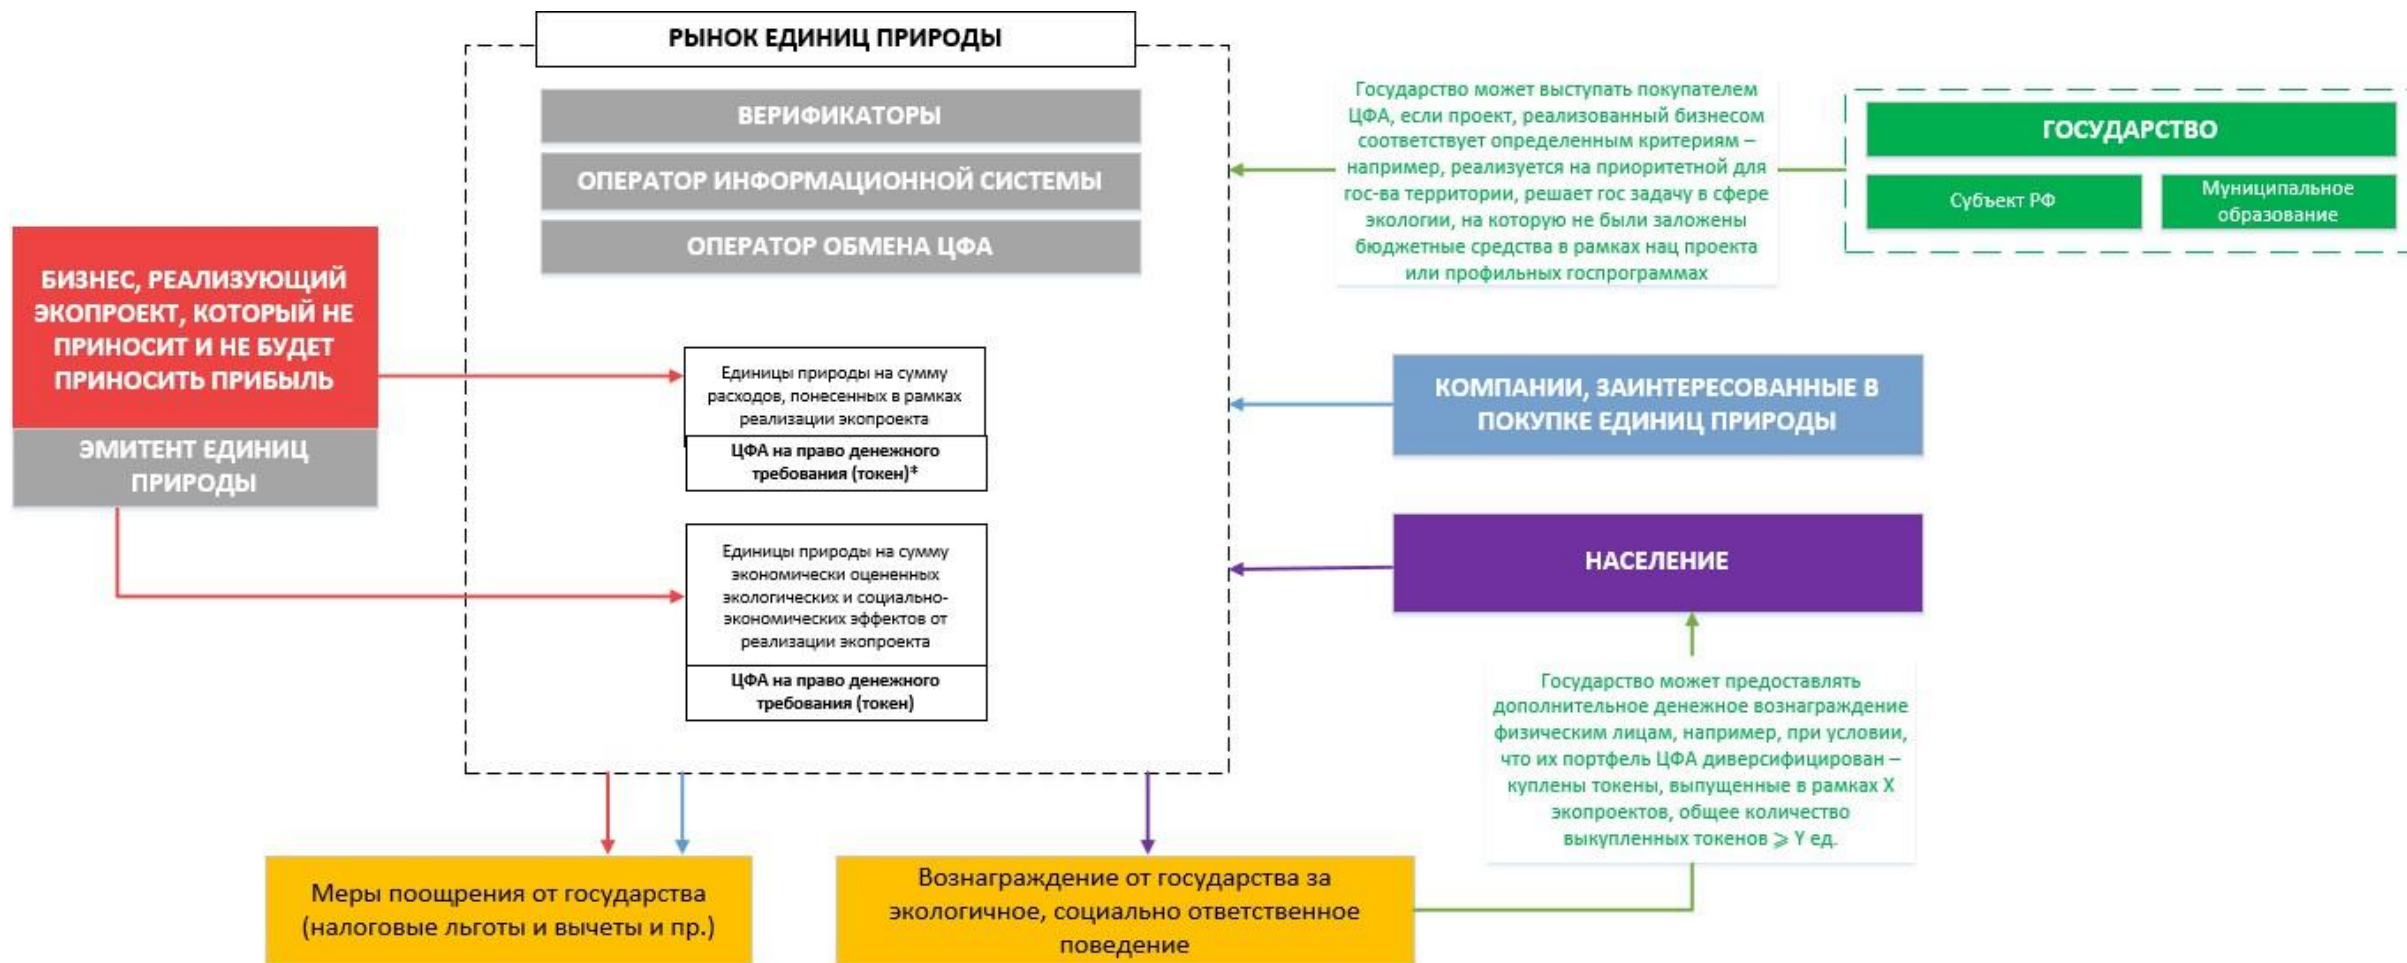 РЫНОК ЕДИНИЦ ПРИРОДЫ
ВЕРИФИКАТОРЫ
ОПЕРАТОР ИНФОРМАЦИОННОЙ СИСТЕМЫ
ОПЕРАТОР ОБМЕНА ЦФА
БИЗНЕС, РЕАЛИЗУЮЩИЙ
ЭКОПРОЕКТ, КОТОРЫЙ НЕ
ПРИНОСИТ И НЕ БУДЕТ
ПРИНОСИТЬ ПРИБЫЛЬ
ЭМИТЕНТ ЕДИНИЦ
ПРИРОДЫ
Единицы природы на сумму
расходов, понесенных в рамках
реализации экопроекта
ЦФА на право денежного
требования (токен)*
Единицы природы на сумму
экономически оцененных
экологических и социально-
экономических эффектов от
реализации экопроекта
ЦФА на право денежного
требования (токен)
Государство может выступать покупателем
ЦФА, если проект, реализованный бизнесом
соответствует определенным критериям –
например, реализуется на приоритетной для
гос-ва территории, решает гос задачу в сфере
экологии, на которую не были заложены
бюджетные средства в рамках нац проекта
или профильных госпрограммах
ГОСУДАРСТВО
Субъект РФ
Муниципальное
образование
КОМПАНИИ, ЗАИНТЕРЕСОВАННЫЕ В
ПОКУПКЕ ЕДИНИЦ ПРИРОДЫ
НАСЕЛЕНИЕ
Государство может предоставлять
дополнительное денежное вознаграждение
физическим лицам, например, при условии,
что их портфель ЦФА диверсифицирован –
куплены токены, выпущенные в рамках X
экопроектов, общее количество
выкупленных токенов ⩾ Y ед.
Меры поощрения от государства
(налоговые льготы и вычеты и пр.)
Вознаграждение от государства за
экологичное, социально ответственное
поведение